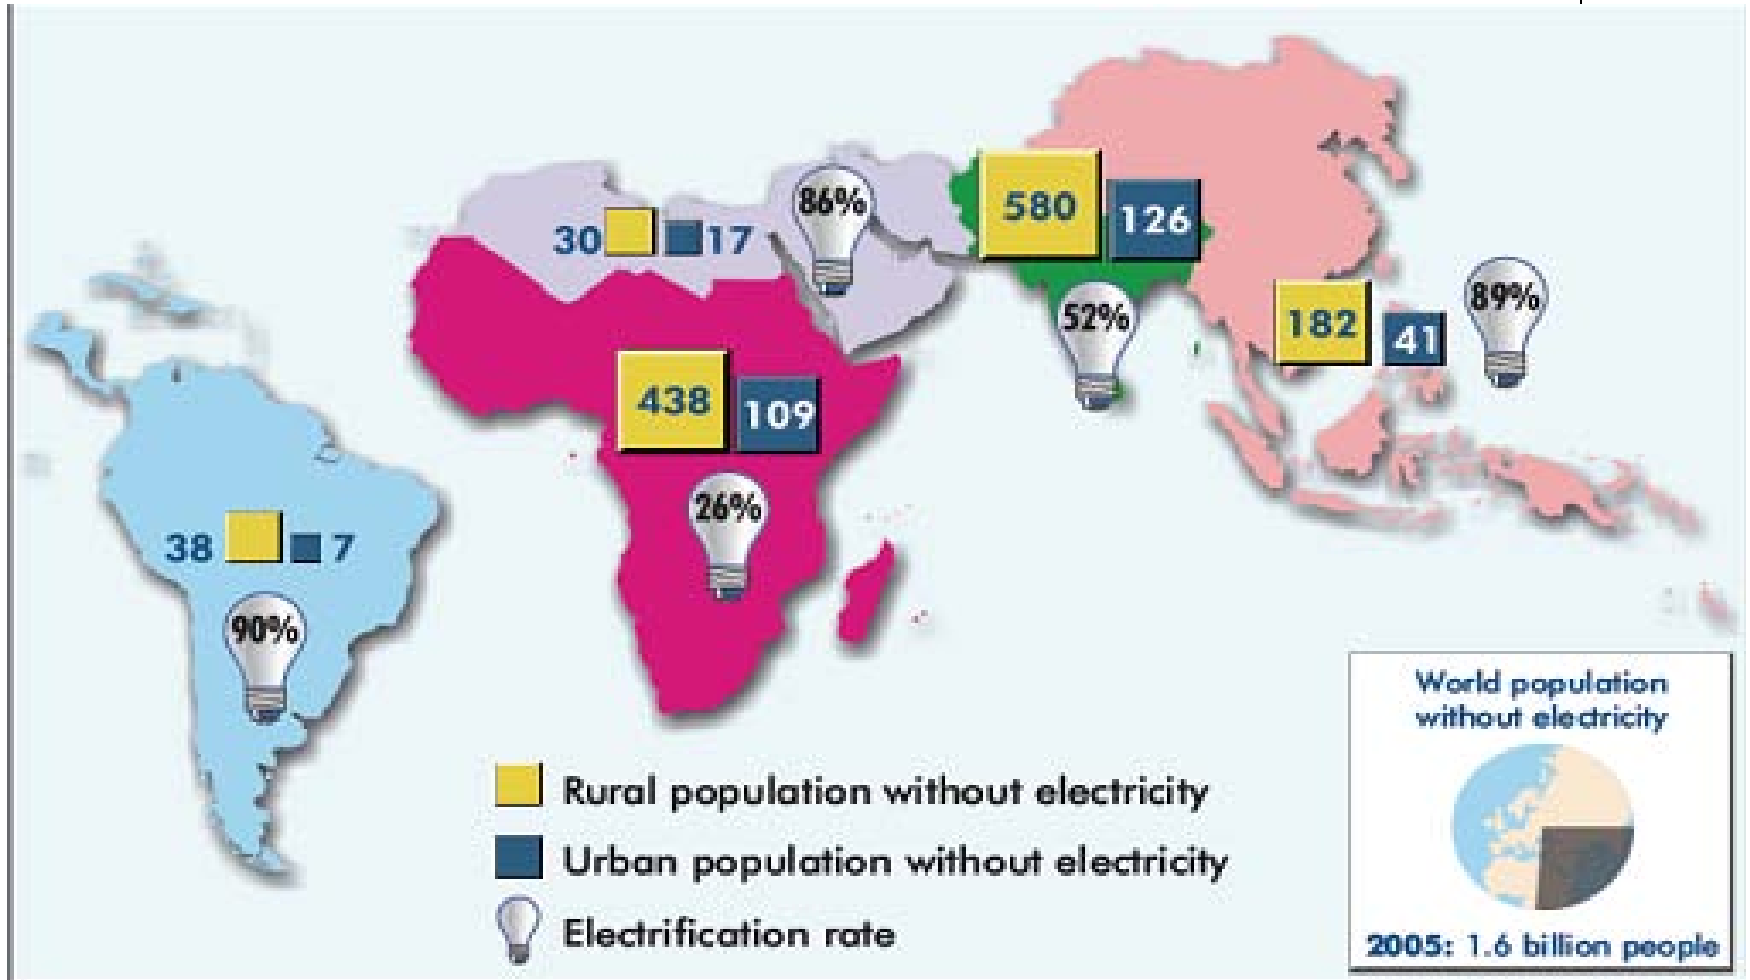 86%
580
126
30
17
89%
52%
182
41
438
109
26%
38
7
90%
World population
without electricity
Rural population without electricity
Urban population without electricity
Electrification rate
2005: 1.6 billion people